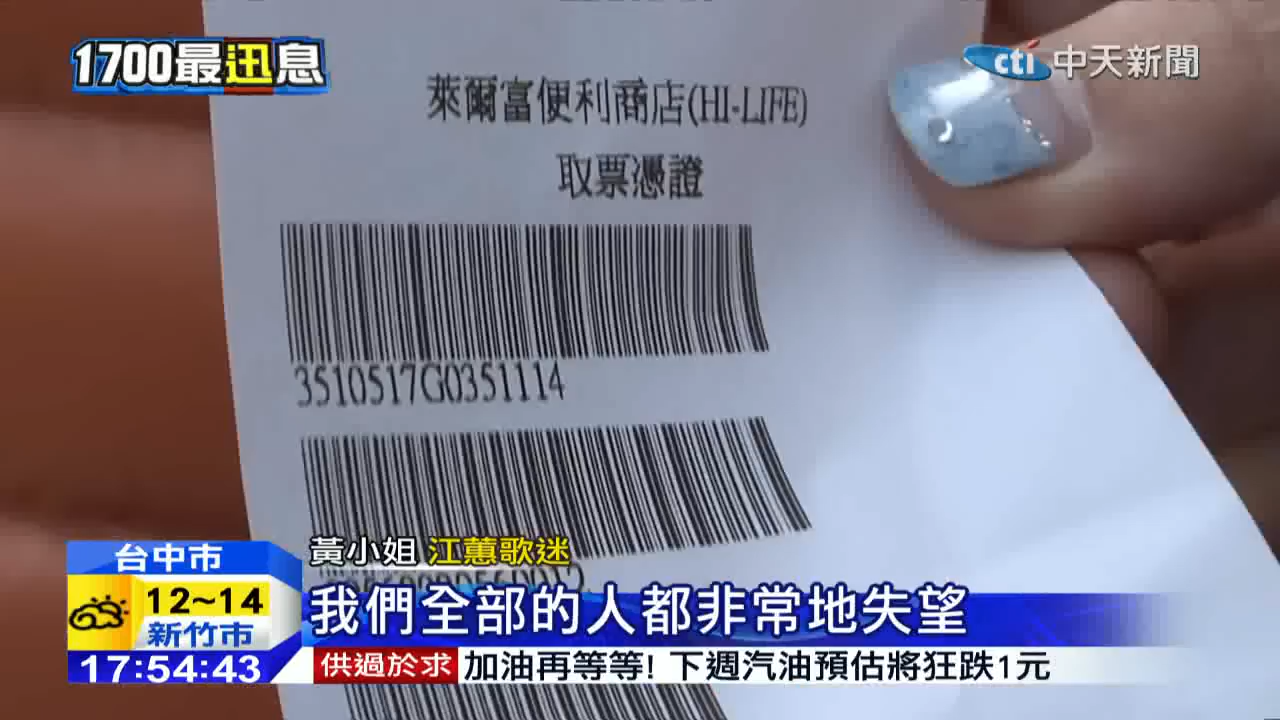 1700最迅息
cti 中天新聞
萊爾富便利商店(HI-LIFE)
取票憑證
3510517G0351114
黃小姐 江蕙歌迷
我們全部的人都非常地失望
台中市
12~14
新竹市
17:54:43
供過於求 加油再等等! 下週汽油預估將狂跌1元